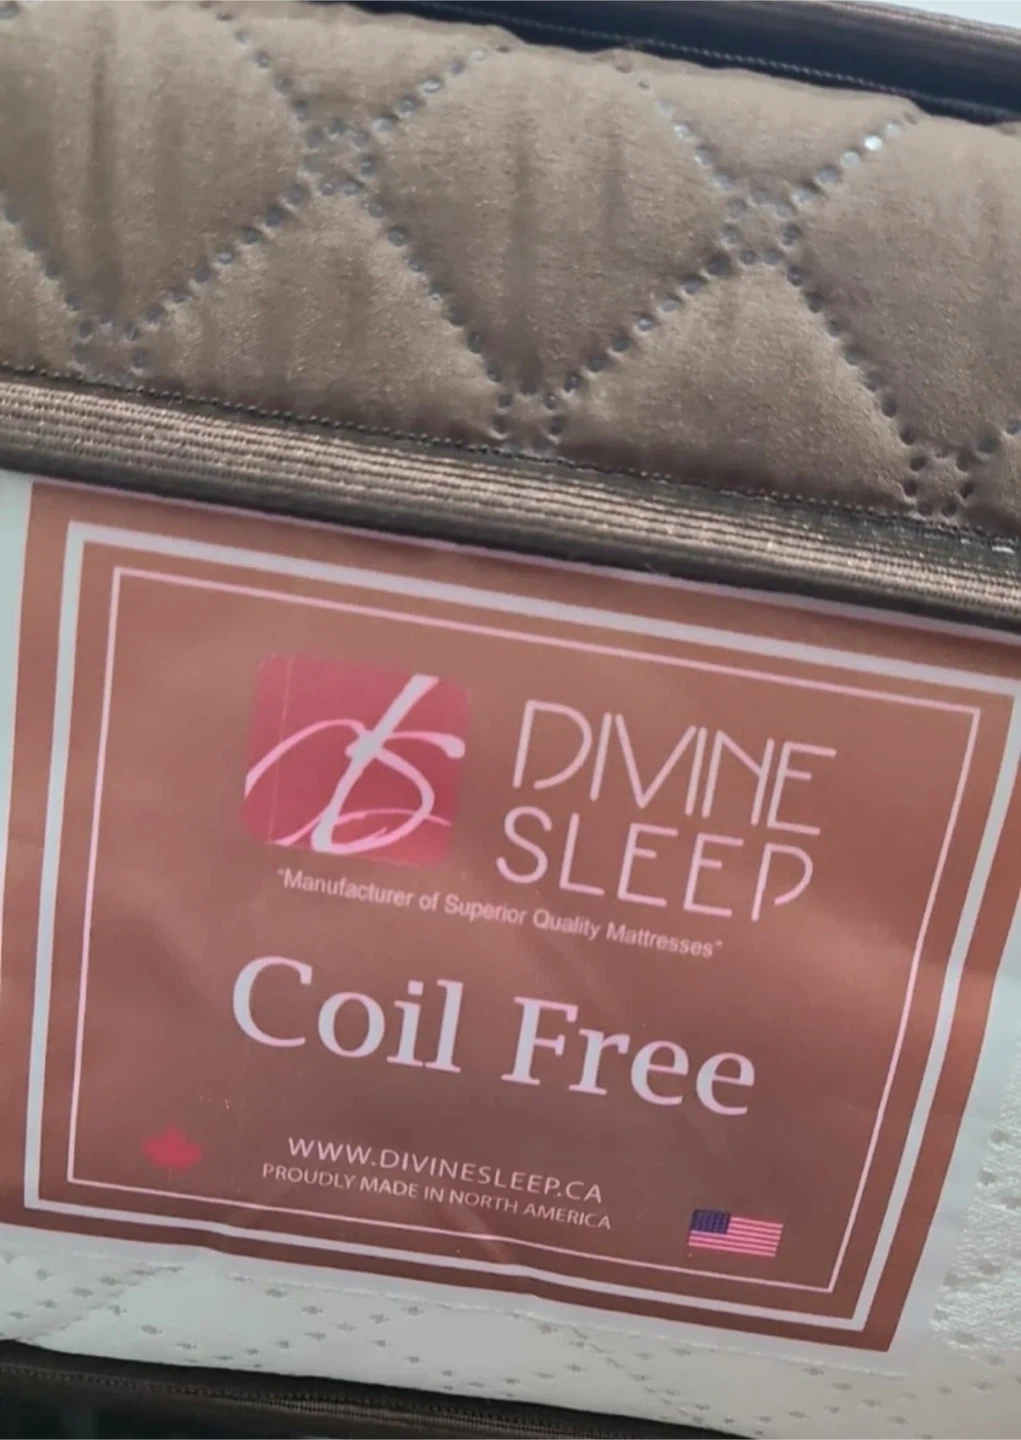 DIVINE
SLEEP
"Manufacturer of Superior Quality Mattresses"
Coil Free
WWW.DIVINESLEEP.CA
PROUDLY MADE IN NORTH AMERICA